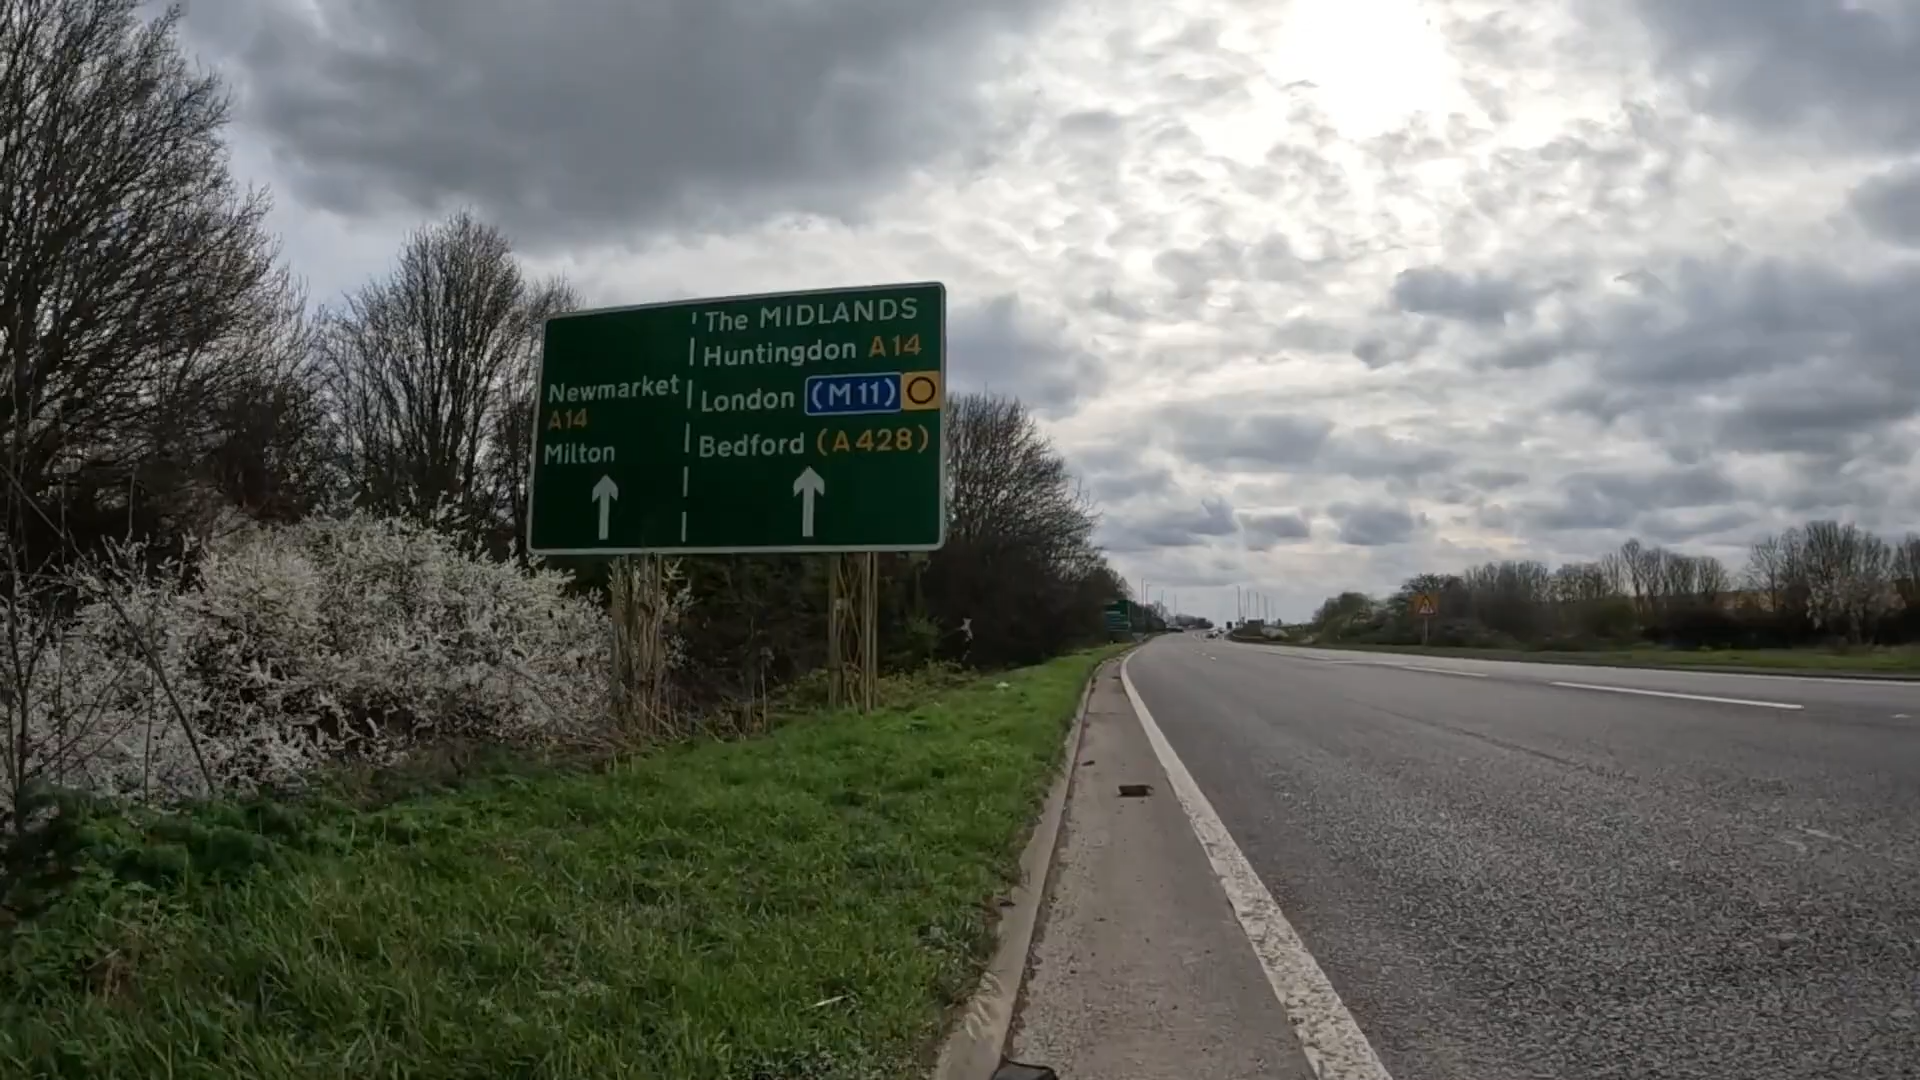 Newmarket
A14
Milton
The MIDLANDS
Huntingdon A14
London (M11)
Bedford (A428)